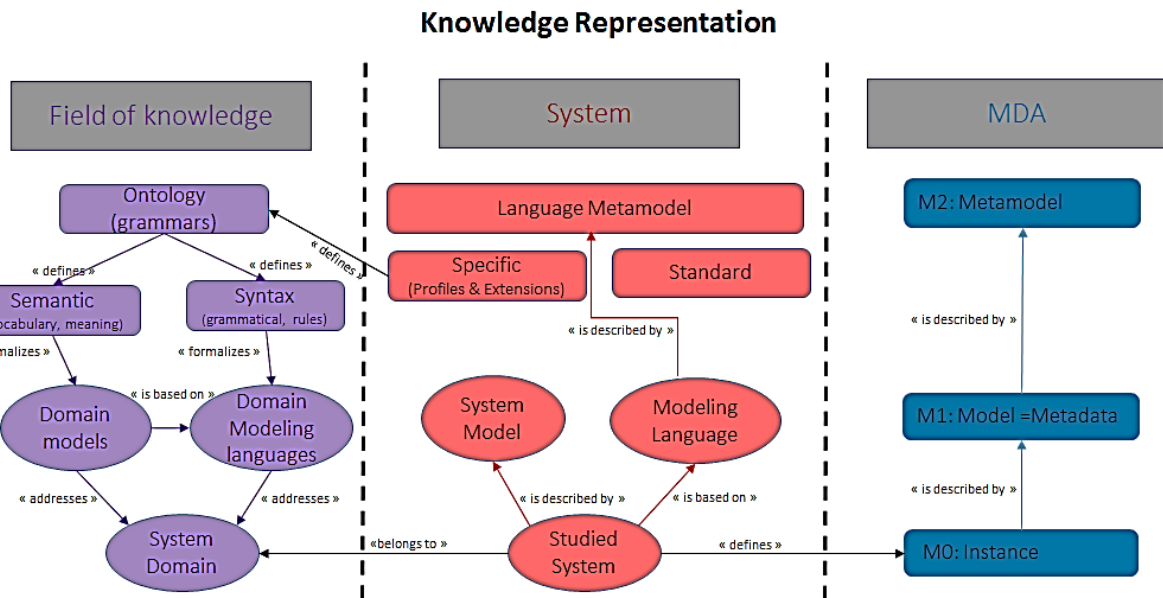 Knowledge Representation
Field of knowledge
System
MDA
Ontology
(grammars)
« defines »
« defines »
Semantic
ocabulary, meaning)
Syntax
(grammatical, rules)
malizes »
« formalizes »
Domain
models
« is based on »
Domain
Modeling
languages
« addresses »
« addresses »
System
Domain
Language Metamodel
« defines »
Specific
(Profiles & Extensions)
Standard
« is described by »
System
Model
Modeling
Language
« is described by »
« is based on »
«belongs to »
Studied
System
« defines »
M2: Metamodel
« is described by »
M1: Model =Metadata
« is described by »
M0: Instance